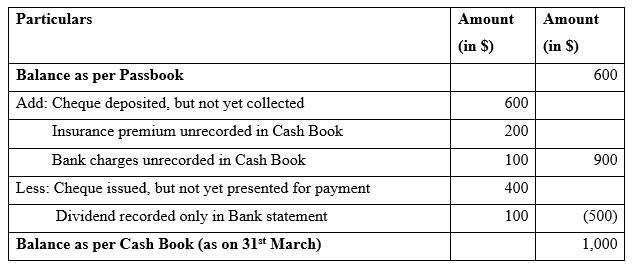 Particulars Amount Amount
(in $) (in $)
Balance as per Passbook 600
Add: Cheque deposited, but not yet collected 600
Insurance premium unrecorded in Cash Book 200
Bank charges unrecorded in Cash Book 100 900
Less: Cheque issued, but not yet presented for payment 400
Dividend recorded only in Bank statement 100 (500)
Balance as per Cash Book (as on 31st March) 1,000